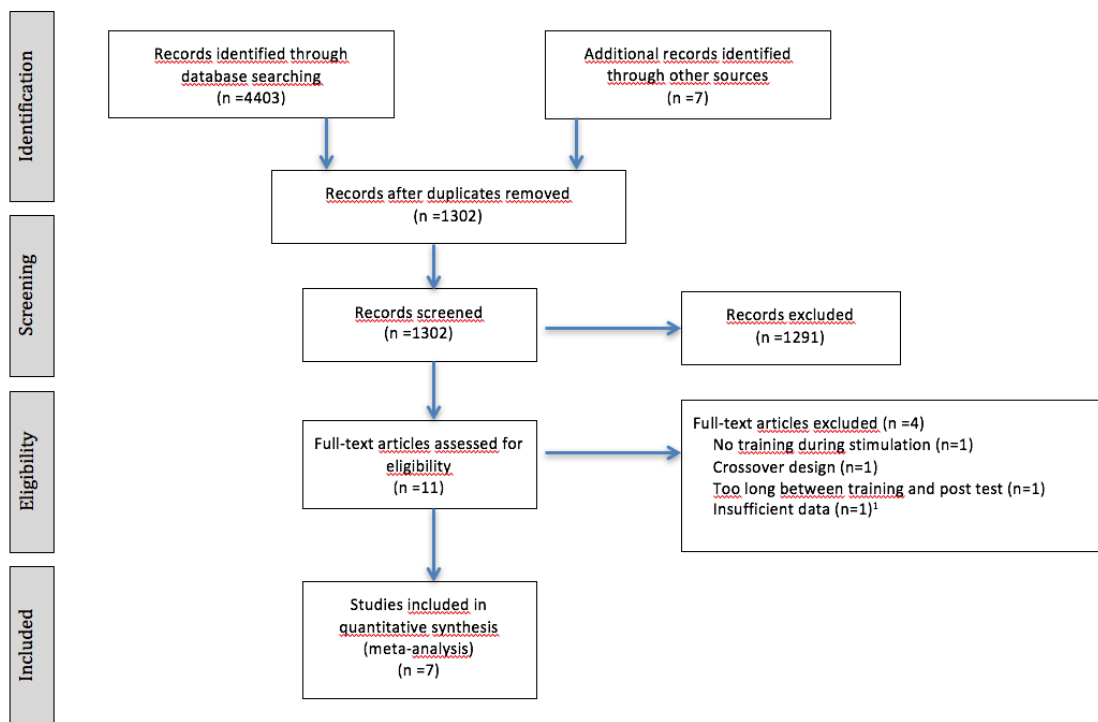 Identification
Records identified through
database searching
(n =4403)
Additional records identified
through other sources
(n =7)
Records after duplicates removed
(n =1302)
Screening
Records screened
(n =1302)
Records excluded
(n =1291)
Eligibility
Full-text articles assessed for
eligibility
(n =11)
Full-text articles excluded (n =4)
No training during stimulation (n=1)
Crossover design (n=1)
Too long between training and post test (n=1)
Insufficient data (n=1)¹
Included
Studies included in
quantitative synthesis
(meta-analysis)
(n =7)